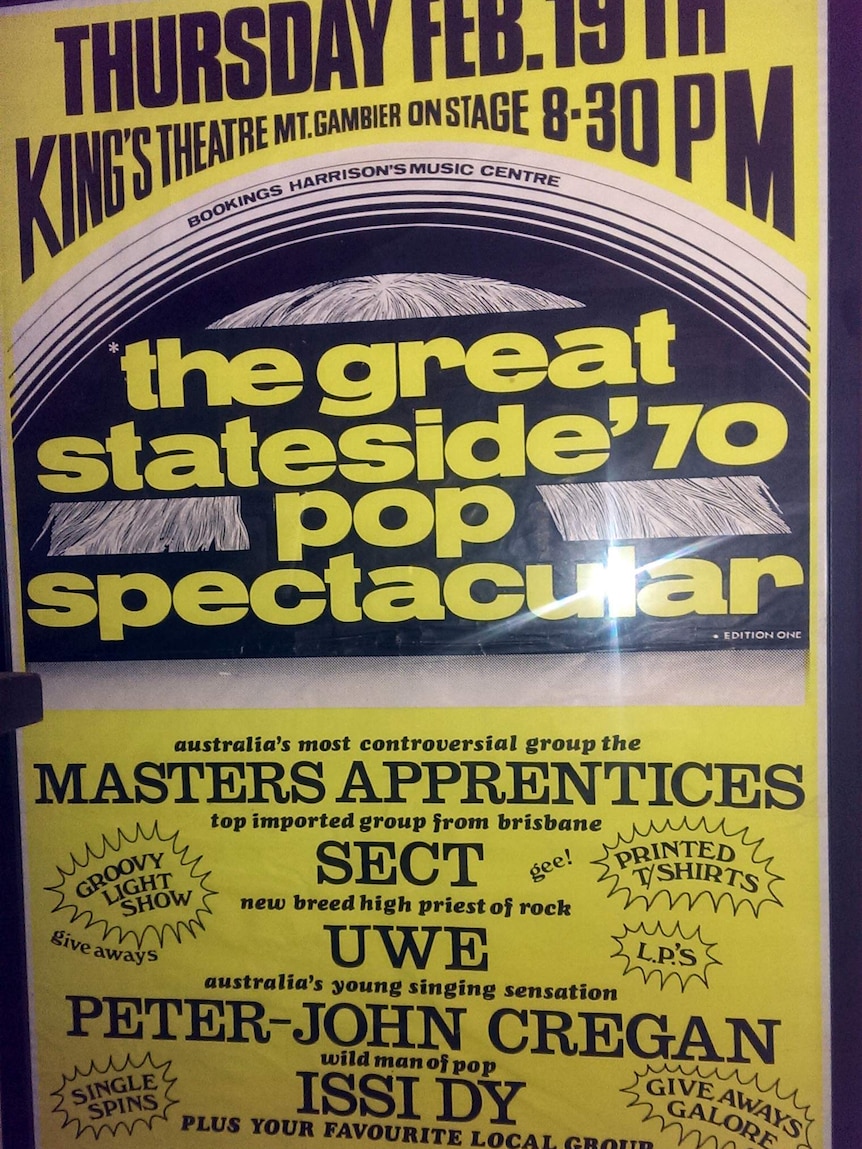 THURSDAY FEB. 19TH
KING'S THEATRE MT. GAMBIER ON STAGE 8·30 PM
BOOKINGS HARRISON'S MUSIC CENTRE
*the great
stateside '70
pop
spectacular
* EDITION ONE
australia's most controversial group the
MASTERS APPRENTICES
top imported group from brisbane
SECT
gee!
PRINTED
T/SHIRTS
GROOVY
LIGHT
SHOW
give aways
new breed high priest of rock
UWE
L.P.'S
australia's young singing sensation
PETER-JOHN CREGAN
wild man of pop
ISSI DY
SINGLE
SPINS
GIVE AWAYS
GALORE
PLUS YOUR FAVOURITE LOCAL GROUP